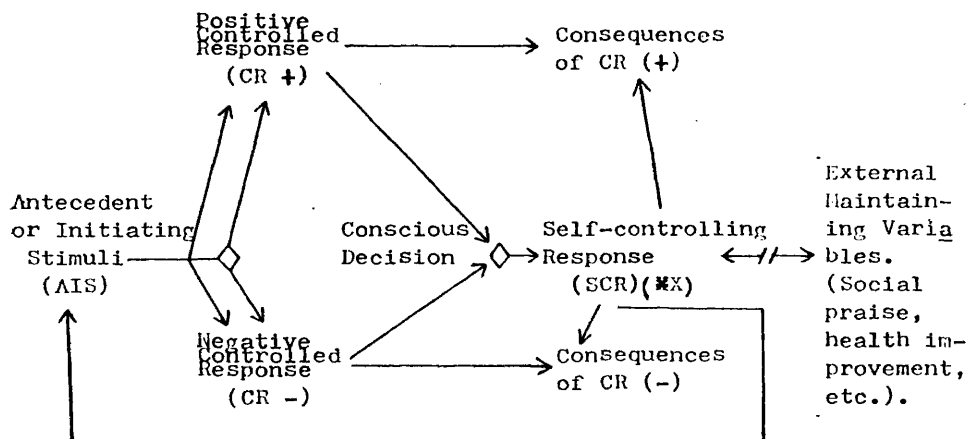 Positive
Controlled
Response
(CR +)
Consequences
of CR (+)
Antecedent
or Initiating
Stimuli
(AIS)
Conscious
Decision
Self-controlling
Response
(SCR)(*X)
External
Maintain-
ing Varia
bles.
(Social
praise,
health im-
provement,
etc.).
Negative
Controlled
Response
(CR -)
Consequences
of CR (-)